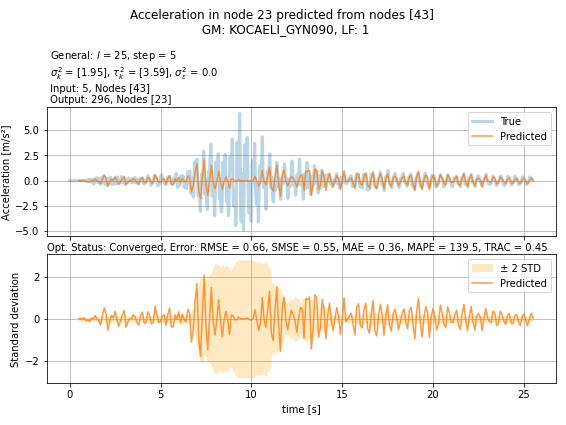 Acceleration in node 23 predicted from nodes [43]
GM: KOCAELI_GYN090, LF: 1
General: l = 25, step = 5
σ²ₖ = [1.95], τ²ₖ = [3.59], σ²ₑ = 0.0
Input: 5, Nodes [43]
Output: 296, Nodes [23]
Acceleration [m/s²]
5.0
2.5
0.0
−2.5
−5.0
True
Predicted
Opt. Status: Converged, Error: RMSE = 0.66, SMSE = 0.55, MAE = 0.36, MAPE = 139.5, TRAC = 0.45
Standard deviation
2
0
−2
± 2 STD
Predicted
0 5 10 15 20 25
time [s]